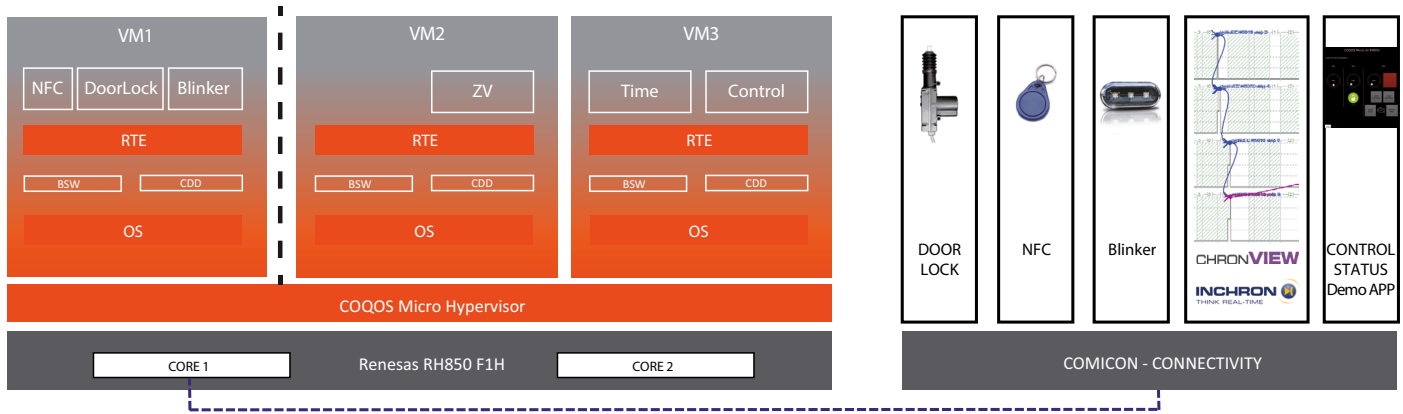 VM1
NFC
DoorLock
Blinker
RTE
BSW
CDD
OS
VM2
ZV
RTE
BSW
CDD
OS
VM3
Time
Control
RTE
BSW
CDD
OS
COQOS Micro Hypervisor
CORE 1
Renesas RH850 F1H
CORE 2
DOOR
LOCK
NFC
Blinker
CHRONVIEW
INCHRON
THINK REAL-TIME
CONTROL
STATUS
Demo APP
COMICON - CONNECTIVITY